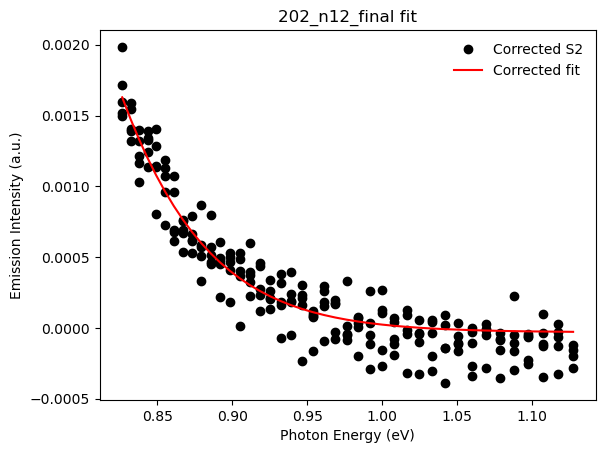 202_n12_final fit
Corrected S2
Corrected fit
Emission Intensity (a.u.)
0.0020
0.0015
0.0010
0.0005
0.0000
−0.0005
0.85 0.90 0.95 1.00 1.05 1.10
Photon Energy (eV)